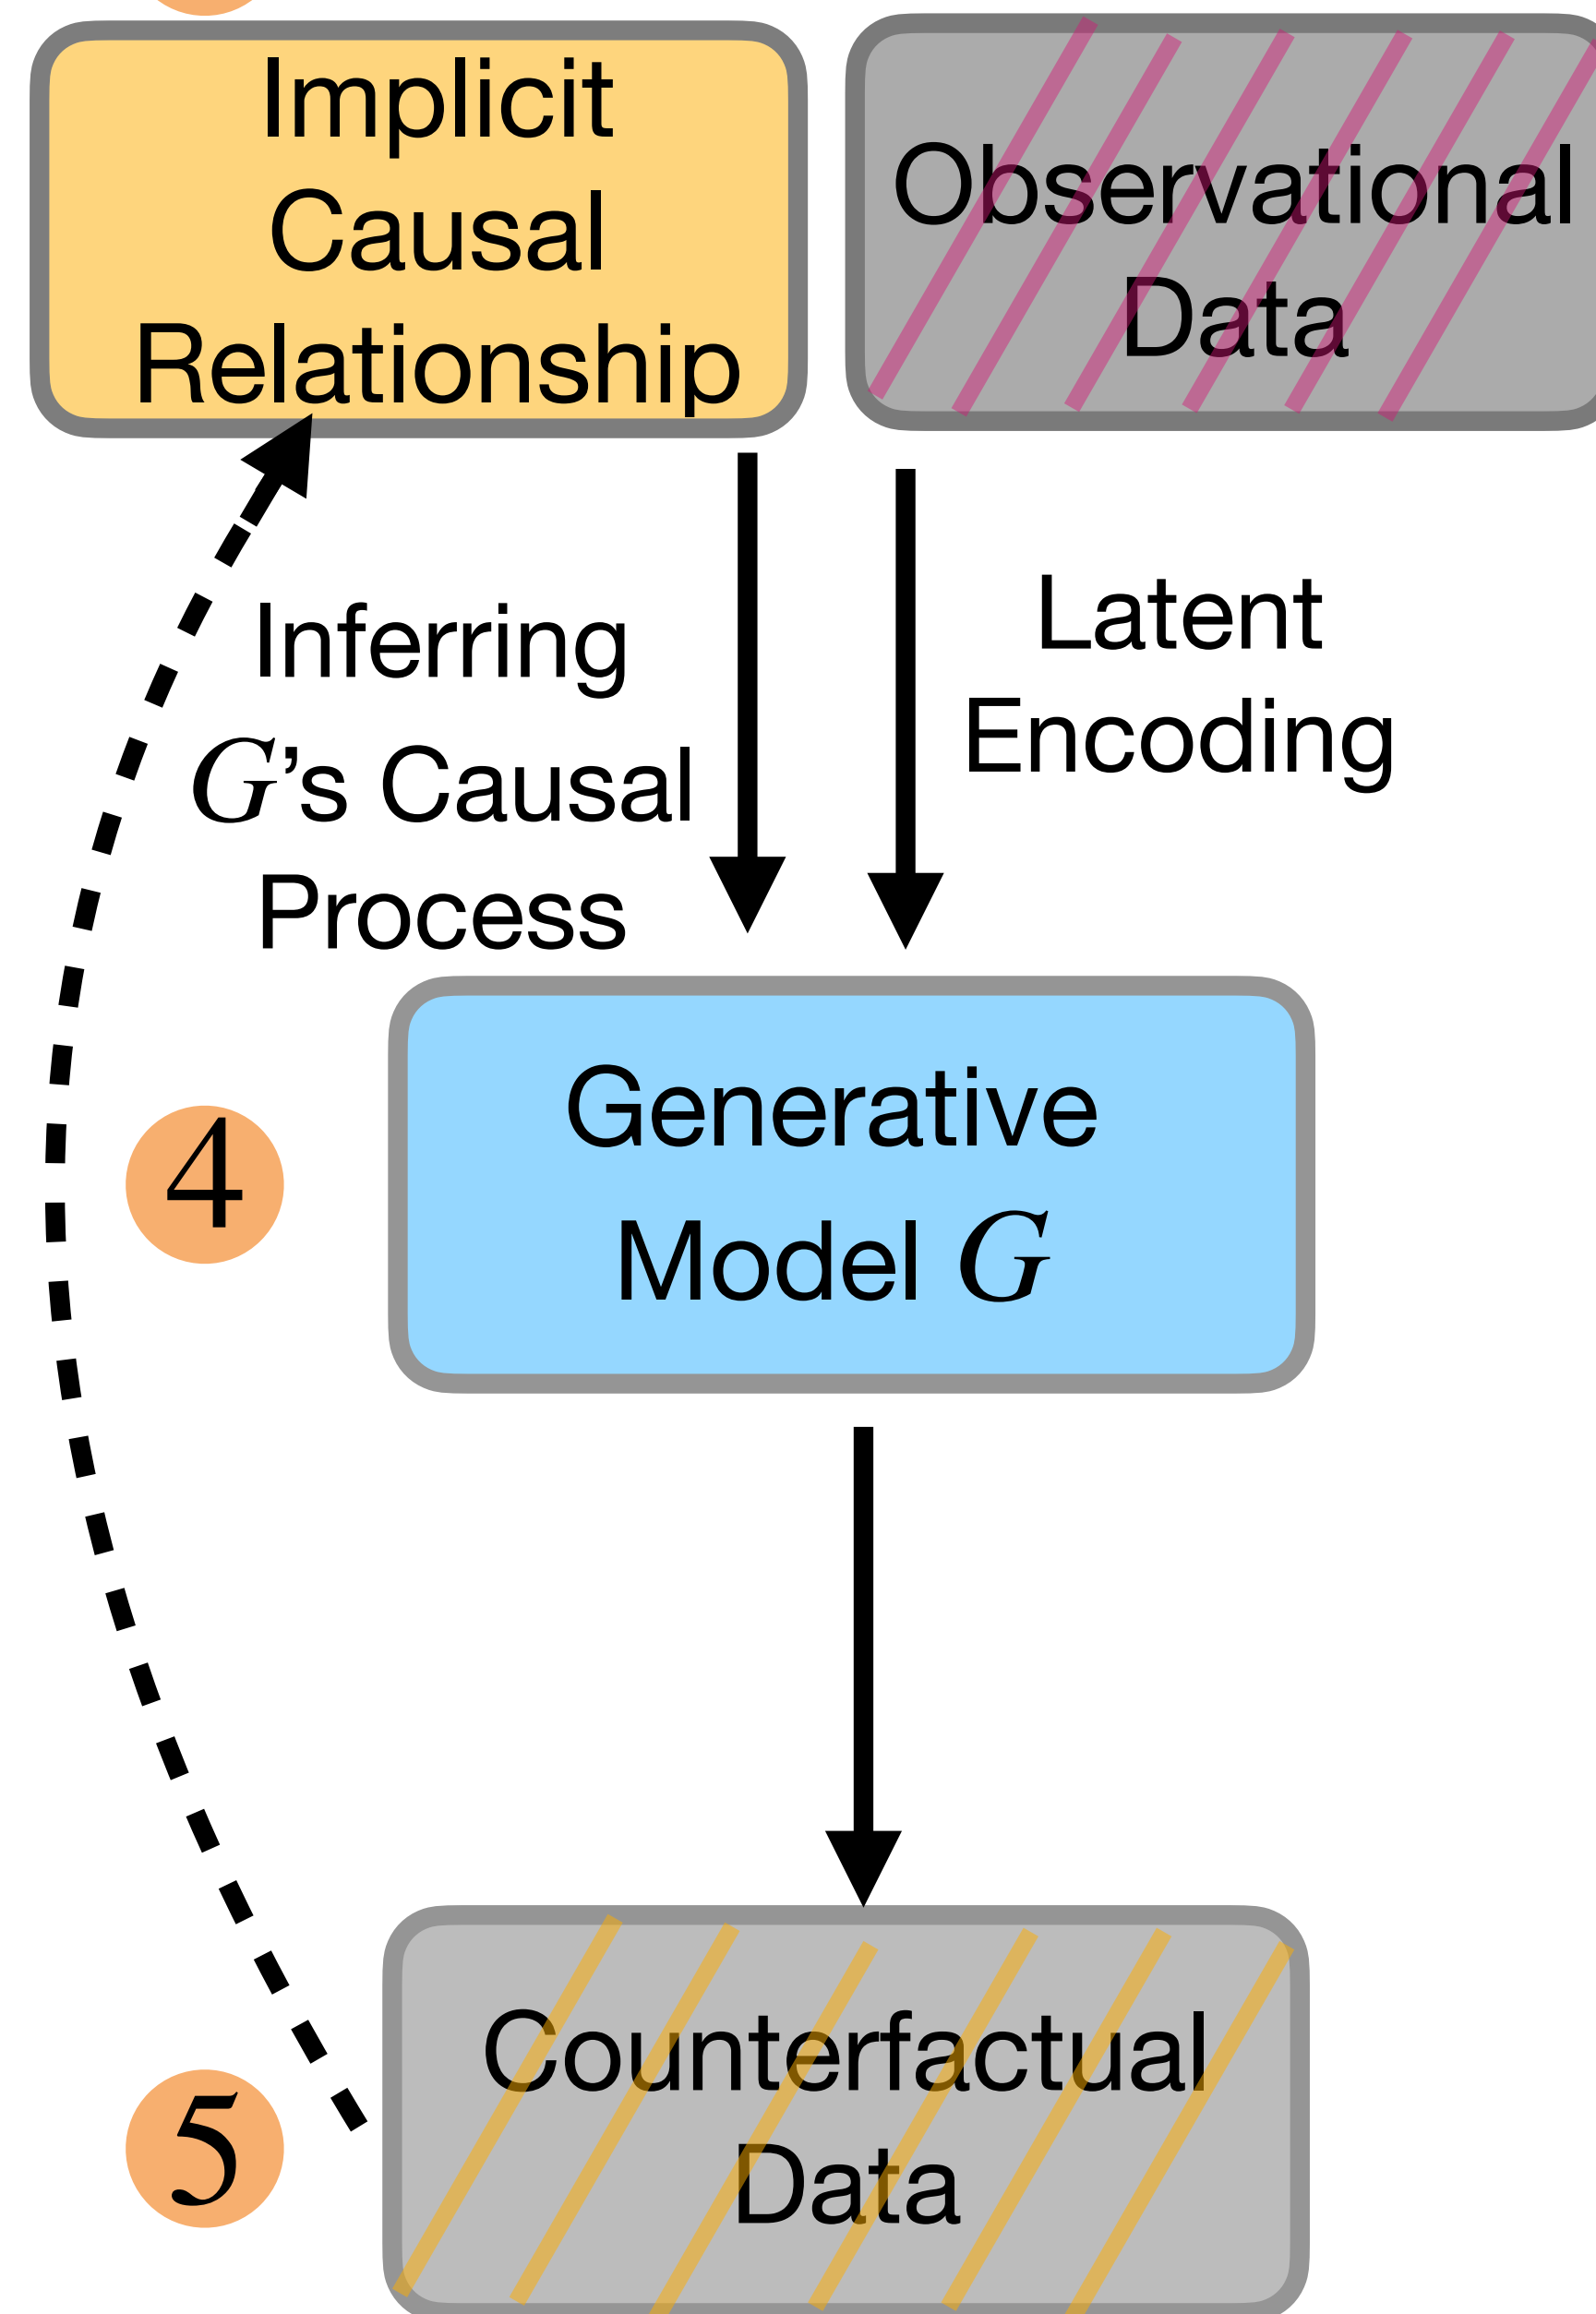 Implicit
Causal
Relationship
Observational
Data
Inferring
G's Causal
Process
Latent
Encoding
4
Generative
Model G
5
Counterfactual
Data